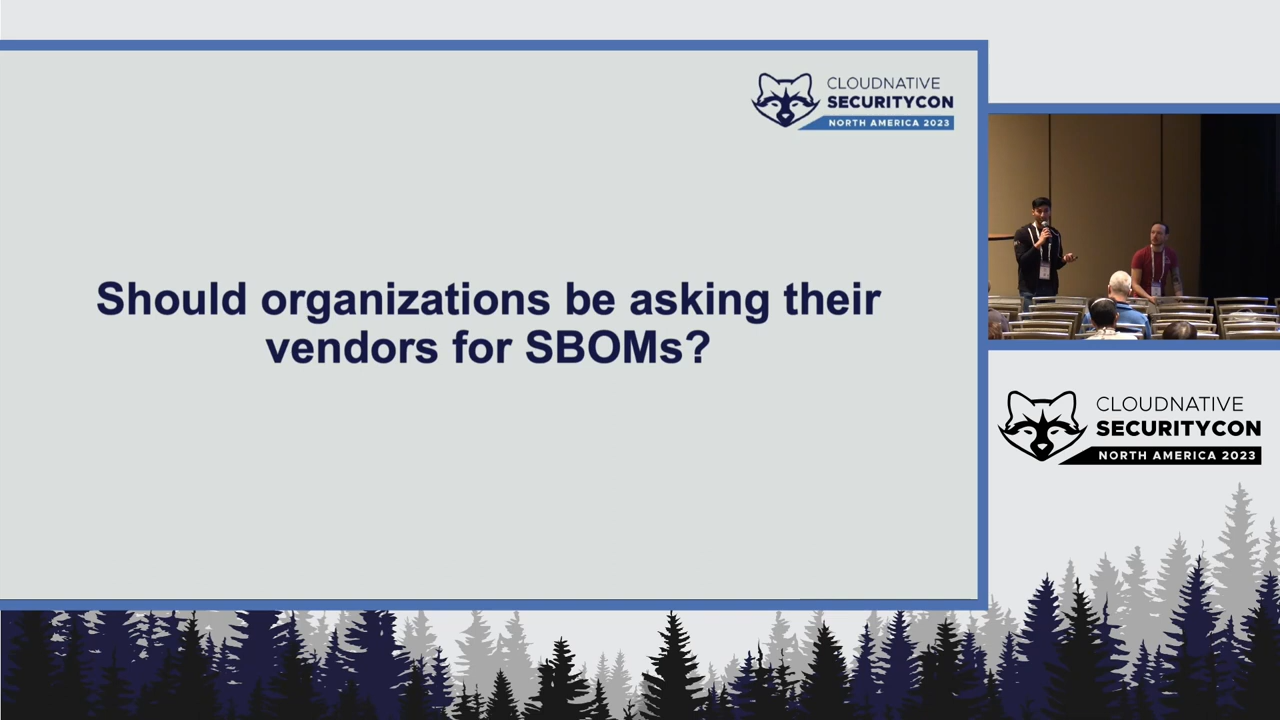 CLOUDNATIVE
SECURITYCON
NORTH AMERICA 2023
Should organizations be asking their
vendors for SBOMs?
CLOUDNATIVE
SECURITYCON
NORTH AMERICA 2023